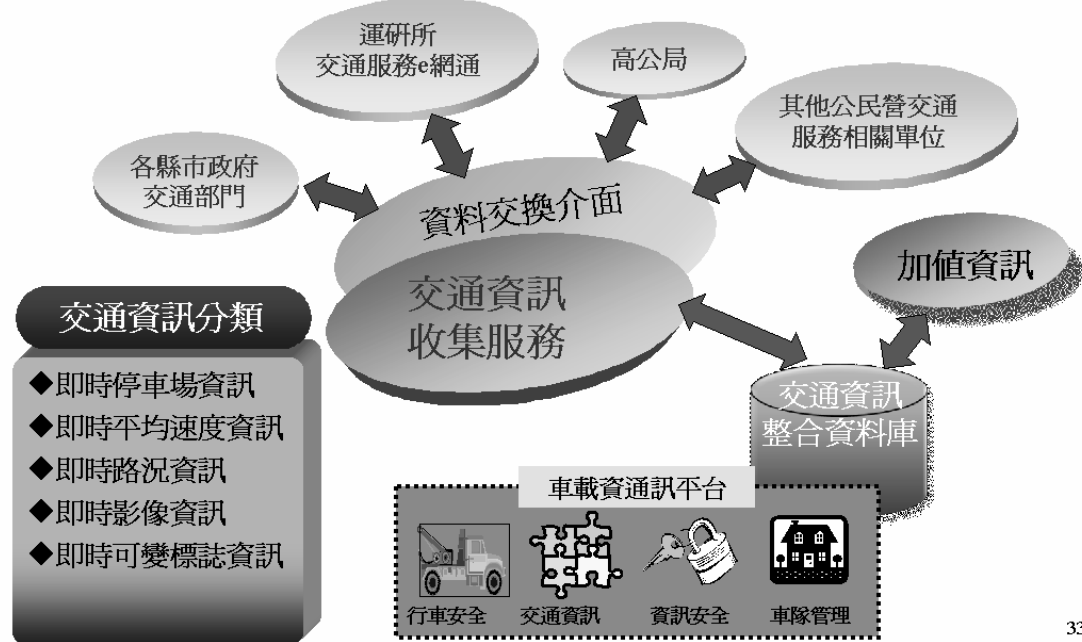 運研所
交通服務e網通
高公局
其他公民營交通
服務相關單位
各縣市政府
交通部門
資料交換介面
交通資訊
收集服務
加值資訊
交通資訊
整合資料庫
交通資訊分類
◆即時停車場資訊
◆即時平均速度資訊
◆即時路況資訊
◆即時影像資訊
◆即時可變標誌資訊
車載資通訊平台
行車安全
交通資訊
資訊安全
車隊管理
33